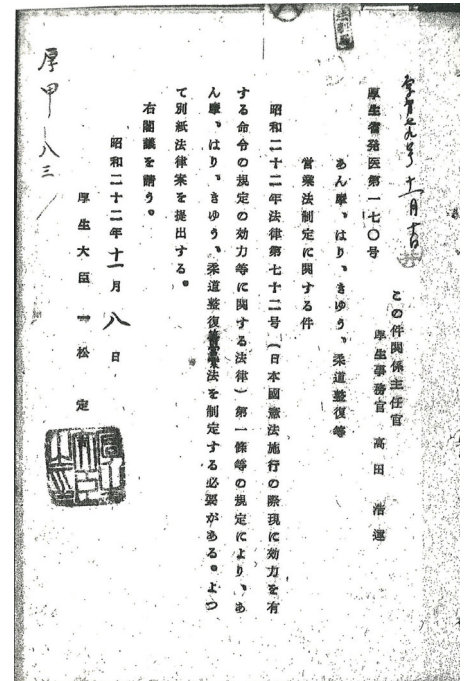 厚生省発医第一七〇号
この件関係主任官
厚生事務官 高田 浩運
あん摩、はり、きゆう、柔道整復等
営業法制定に関する件
昭和二十二年法律第七十二号(日本國憲法施行の際現に効力を有
する命令の規定の効力等に関する法律)第一條等の規定により、あ
ん摩、はり、きゆう、柔道整復等営業法を制定する必要がある。よつ
て別紙法律案を提出する。
右閣議を請う。
昭和二十二年十一月八日
厚生大臣 一松 定
厚甲一八三